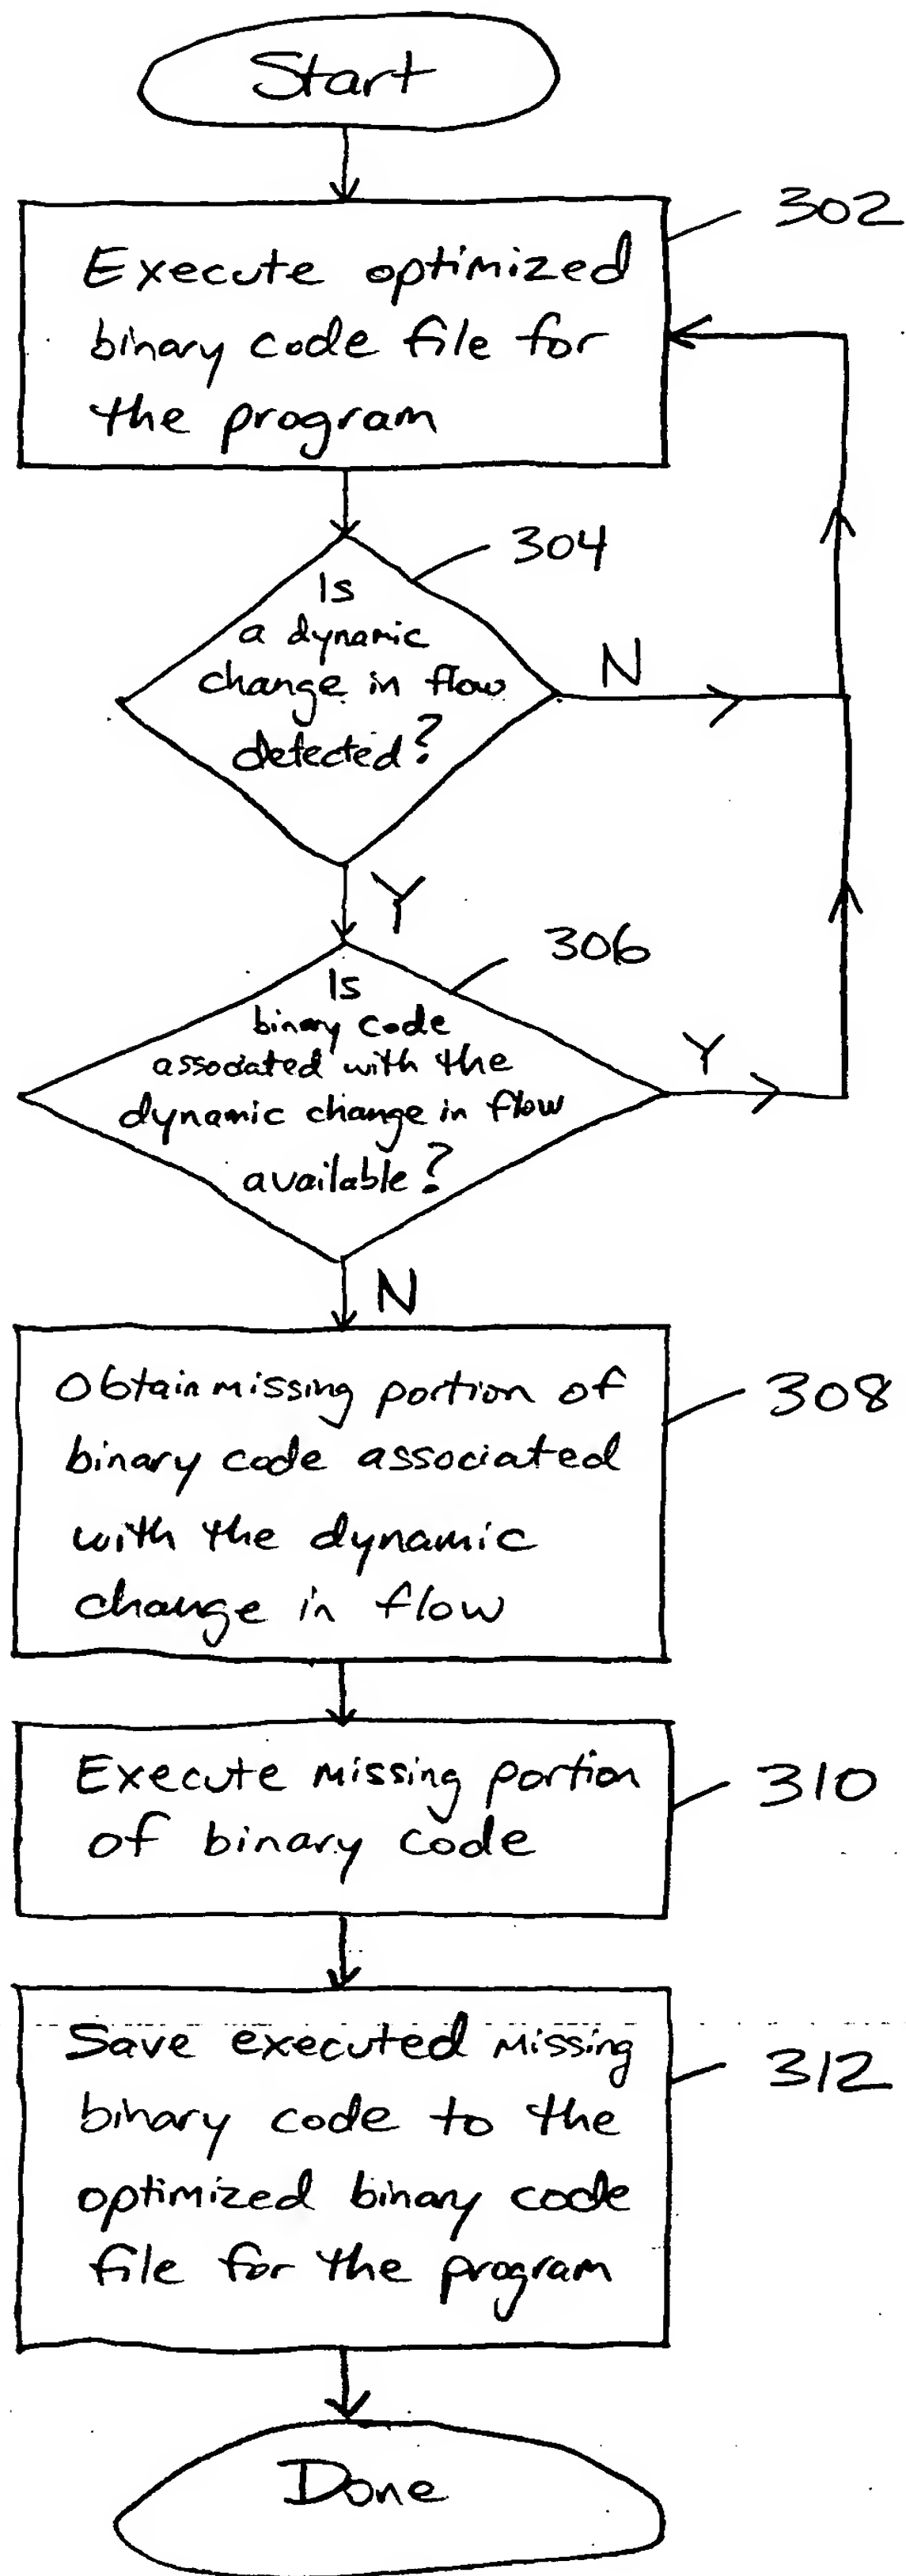 Start
302
Execute optimized
binary code file for
the program
304
Is
a dynamic
change in flow
detected?
N
Y
306
Is
binary code
associated with the
dynamic change in flow
available?
Y
N
308
Obtain missing portion of
binary code associated
with the dynamic
change in flow
310
Execute missing portion
of binary code
312
Save executed missing
binary code to the
optimized binary code
file for the program
Done